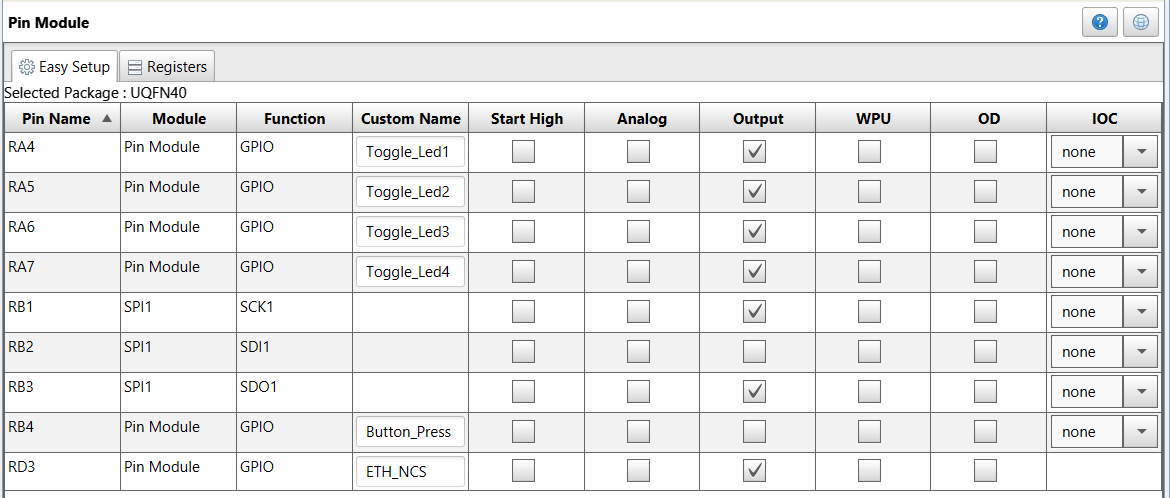 Pin Module
Easy Setup Registers
Selected Package : UQFN40
Pin Name Module Function Custom Name Start High Analog Output WPU OD IOC
RA4 Pin Module GPIO Toggle_Led1 none
RA5 Pin Module GPIO Toggle_Led2 none
RA6 Pin Module GPIO Toggle_Led3 none
RA7 Pin Module GPIO Toggle_Led4 none
RB1 SPI1 SCK1 none
RB2 SPI1 SDI1 none
RB3 SPI1 SDO1 none
RB4 Pin Module GPIO Button_Press none
RD3 Pin Module GPIO ETH_NCS